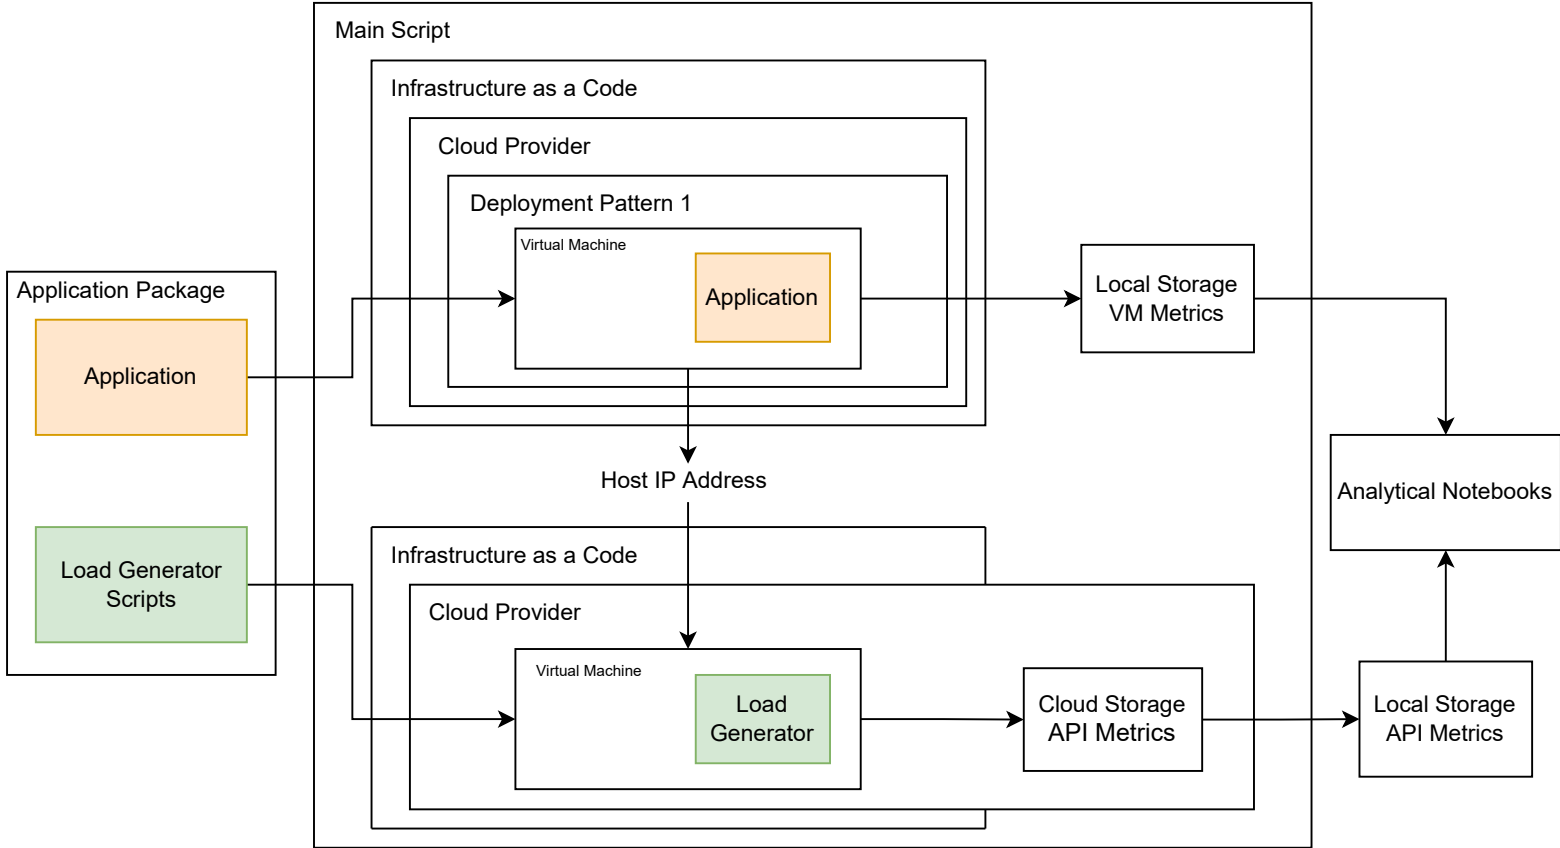 Main Script
Infrastructure as a Code
Cloud Provider
Deployment Pattern 1
Virtual Machine
Application
Local Storage
VM Metrics
Application Package
Application
Load Generator
Scripts
Host IP Address
Analytical Notebooks
Infrastructure as a Code
Cloud Provider
Virtual Machine
Load
Generator
Cloud Storage
API Metrics
Local Storage
API Metrics